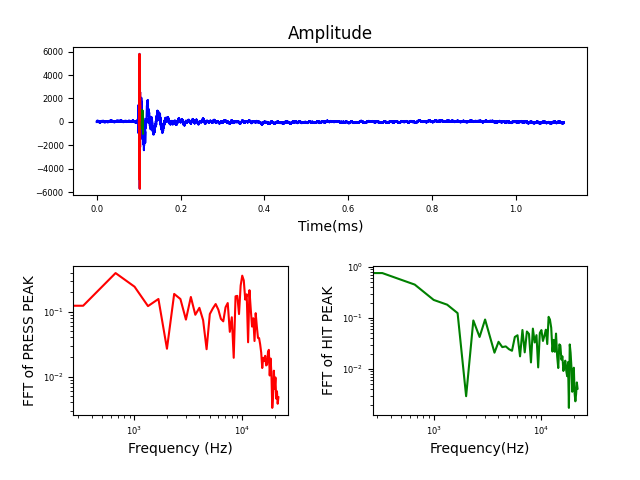 Amplitude
6000
4000
2000
0
−2000
−4000
−6000
0.0 0.2 0.4 0.6 0.8 1.0
Time(ms)
FFT of PRESS PEAK
10⁻¹
10⁻²
10³ 10⁴
Frequency (Hz)
FFT of HIT PEAK
10⁰
10⁻¹
10⁻²
10³ 10⁴
Frequency(Hz)